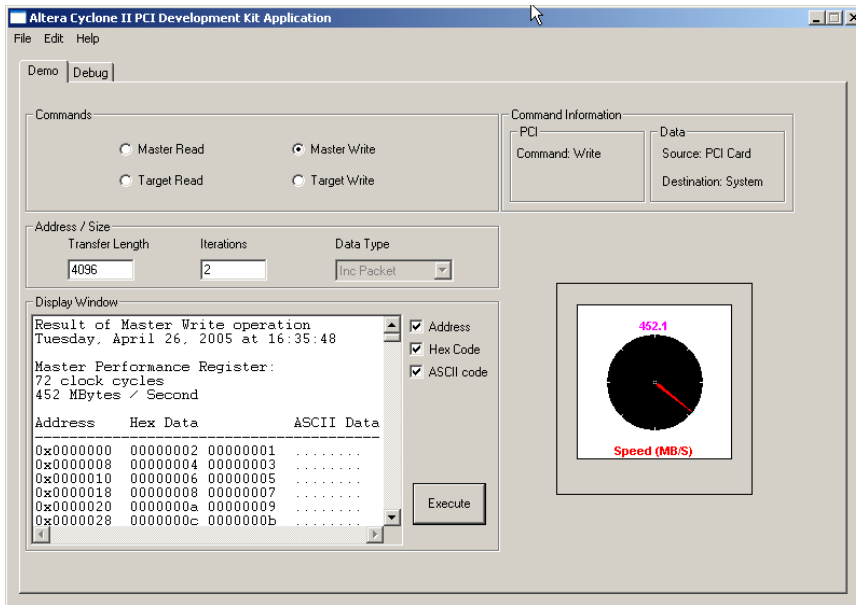 Altera Cyclone II PCI Development Kit Application
File Edit Help
Demo Debug
Commands
Master Read Master Write
Target Read Target Write
Command Information
PCI
Command: Write
Data
Source: PCI Card
Destination: System
Address / Size
Transfer Length Iterations Data Type
4096 2 Inc Packet
Display Window
Result of Master Write operation
Tuesday, April 26, 2005 at 16:35:48
Master Performance Register:
72 clock cycles
452 MBytes / Second
Address Hex Data ASCII Data
-----------------------------------------
0x0000000 00000002 00000001 ........
0x0000008 00000004 00000003 ........
0x0000010 00000006 00000005 ........
0x0000018 00000008 00000007 ........
0x0000020 0000000a 00000009 ........
0x0000028 0000000c 0000000b ........
Address
Hex Code
ASCII code
Execute
452.1
Speed (MB/S)